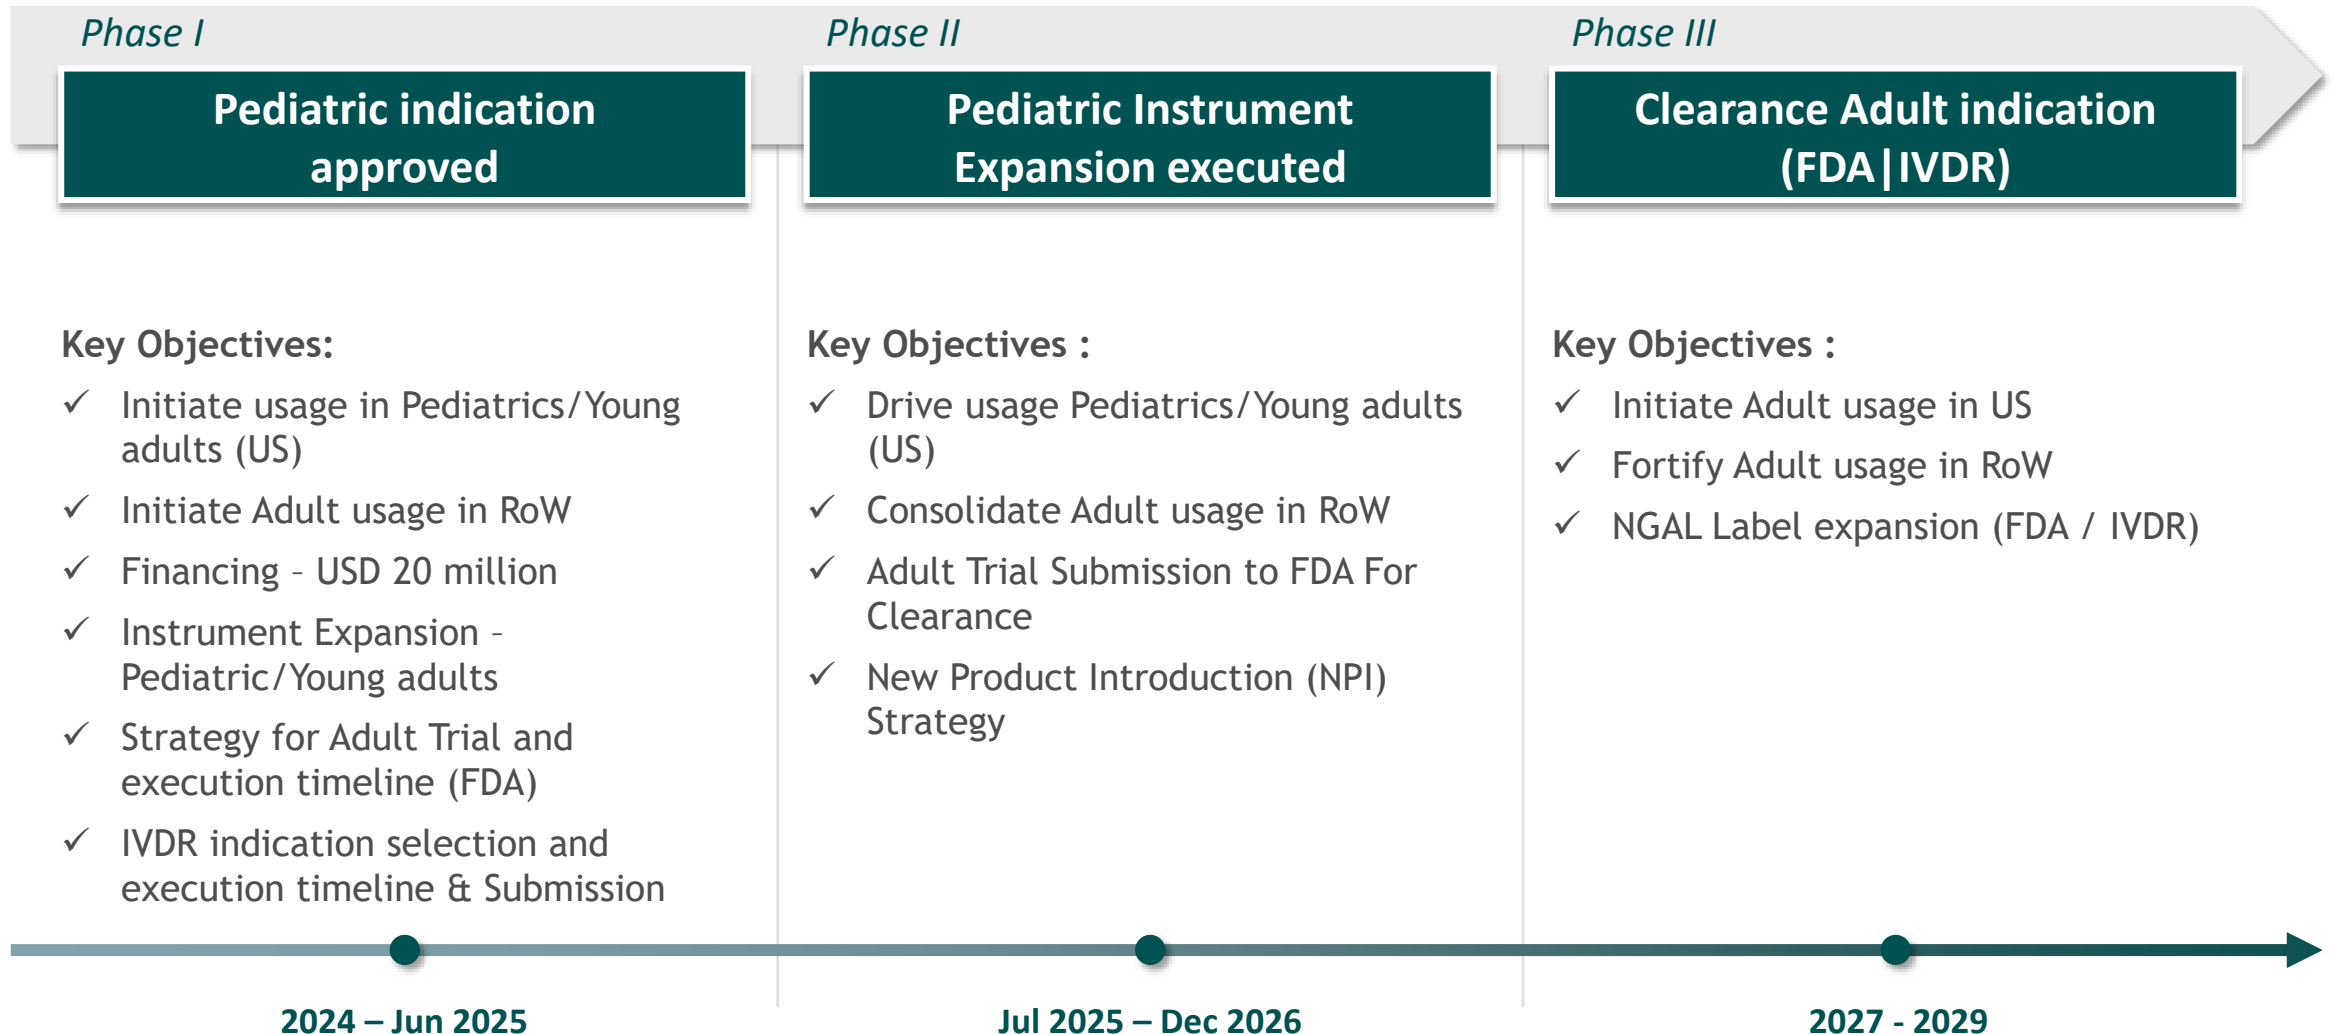 Phase I
Pediatric indication
approved
Key Objectives:
✓ Initiate usage in Pediatrics/Young
adults (US)
✓ Initiate Adult usage in RoW
✓ Financing – USD 20 million
✓ Instrument Expansion –
Pediatric/Young adults
✓ Strategy for Adult Trial and
execution timeline (FDA)
✓ IVDR indication selection and
execution timeline & Submission
2024 – Jun 2025
Phase II
Pediatric Instrument
Expansion executed
Key Objectives :
✓ Drive usage Pediatrics/Young adults
(US)
✓ Consolidate Adult usage in RoW
✓ Adult Trial Submission to FDA For
Clearance
✓ New Product Introduction (NPI)
Strategy
Jul 2025 – Dec 2026
Phase III
Clearance Adult indication
(FDA|IVDR)
Key Objectives :
✓ Initiate Adult usage in US
✓ Fortify Adult usage in RoW
✓ NGAL Label expansion (FDA / IVDR)
2027 - 2029